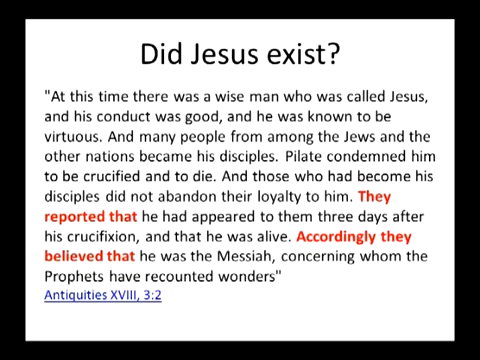 Did Jesus exist?
"At this time there was a wise man who was called Jesus,
and his conduct was good, and he was known to be
virtuous. And many people from among the Jews and the
other nations became his disciples. Pilate condemned him
to be crucified and to die. And those who had become his
disciples did not abandon their loyalty to him. They
reported that he had appeared to them three days after
his crucifixion, and that he was alive. Accordingly they
believed that he was the Messiah, concerning whom the
Prophets have recounted wonders"
Antiquities XVIII, 3:2